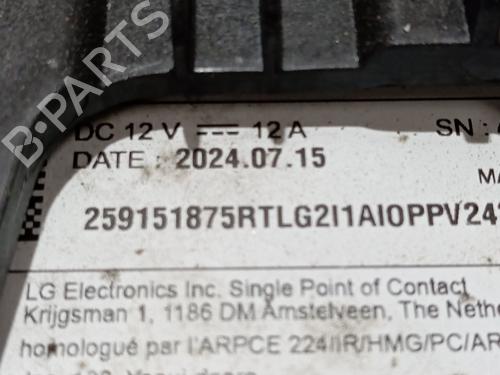 B-PARTS
DC 12 V 12 A SN :
DATE : 2024.07.15
259151875RTLG2I1AIOPPV24
LG Electronics Inc. Single Point of Contact
Krijgsman 1, 1186 DM Amstelveen, The Nethe
homologué par l'ARPCE 224/IR/HMG/PC/AR